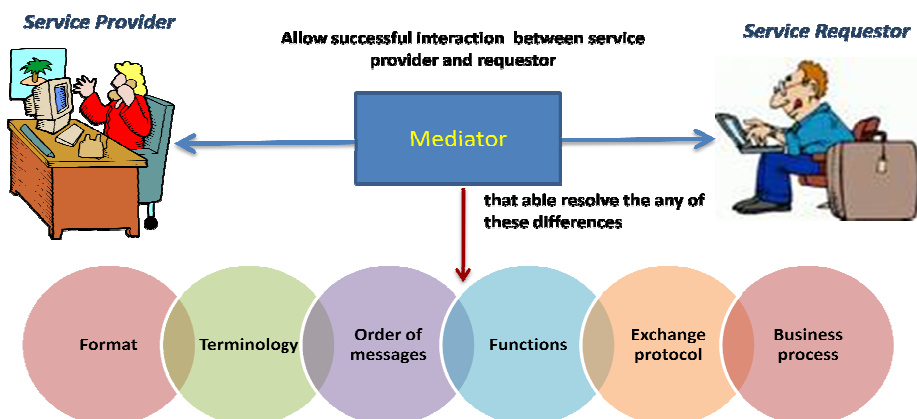 Service Provider
Allow successful interaction between service
provider and requestor
Service Requestor
Mediator
that able resolve the any of
these differences
Format
Terminology
Order of
messages
Functions
Exchange
protocol
Business
process